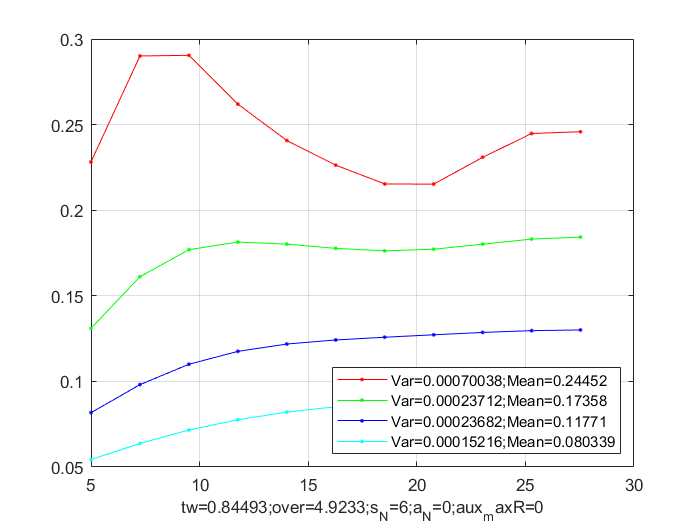 0.3
0.25
0.2
0.15
0.1
0.05
5
10
15
20
25
30
Var=0.00070038;Mean=0.24452
Var=0.00023712;Mean=0.17358
Var=0.00023682;Mean=0.11771
Var=0.00015216;Mean=0.080339
tw=0.84493;over=4.9233;s_N=6;a_N=0;aux_maxR=0